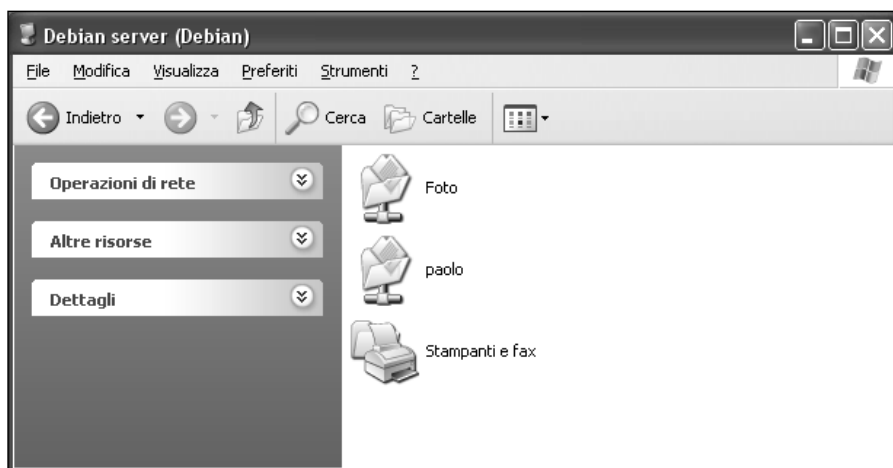 Debian server (Debian)
File Modifica Visualizza Preferiti Strumenti ?
Indietro Cerca Cartelle
Operazioni di rete
Altre risorse
Dettagli
Foto
paolo
Stampanti e fax